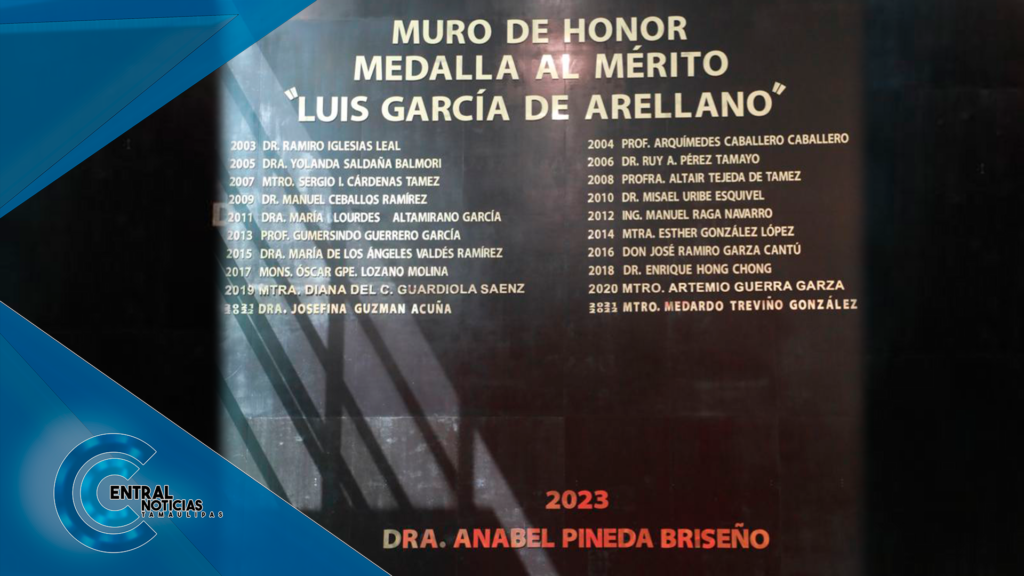 MURO DE HONOR
MEDALLA AL MÉRITO
"LUIS GARCÍA DE ARELLANO"
2003 DR. RAMIRO IGLESIAS LEAL
2005 DRA. YOLANDA SALDAÑA BALMORI
2007 MTRO. SERGIO I. CÁRDENAS TAMEZ
2009 DR. MANUEL CEBALLOS RAMÍREZ
2011 DRA. MARÍA LOURDES ALTAMIRANO GARCÍA
2013 PROF. GUMERSINDO GUERRERO GARCÍA
2015 DRA. MARÍA DE LOS ÁNGELES VALDÉS RAMÍREZ
2017 MONS. ÓSCAR GPE. LOZANO MOLINA
2019 MTRA. DIANA DEL C. GUARDIOLA SAENZ
DRA. JOSEFINA GUZMAN ACUÑA
2004 PROF. ARQUÍMEDES CABALLERO CABALLERO
2006 DR. RUY A. PÉREZ TAMAYO
2008 PROFRA. ALTAIR TEJEDA DE TAMEZ
2010 DR. MISAEL URIBE ESQUIVEL
2012 ING. MANUEL RAGA NAVARRO
2014 MTRA. ESTHER GONZÁLEZ LÓPEZ
2016 DON JOSÉ RAMIRO GARZA CANTÚ
2018 DR. ENRIQUE HONG CHONG
2020 MTRO. ARTEMIO GUERRA GARZA
MTRO. MEDARDO TREVIÑO GONZÁLEZ
2023
DRA. ANABEL PINEDA BRISEÑO
CENTRAL
NOTICIAS
TAMAULIPAS